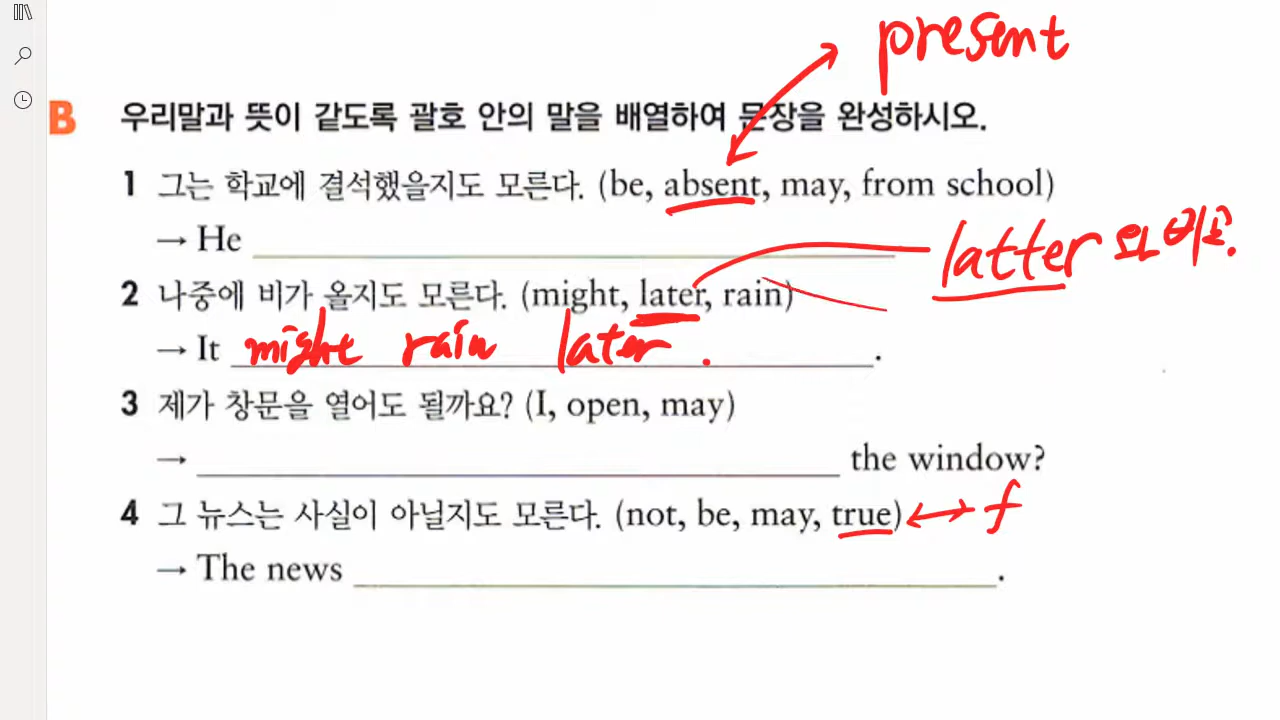 present
B 우리말과 뜻이 같도록 괄호 안의 말을 배열하여 문장을 완성하시오.
1 그는 학교에 결석했을지도 모른다. (be, absent, may, from school)
→ He
latter 와 비교.
2 나중에 비가 올지도 모른다. (might, later, rain)
→ It might rain later.
3 제가 창문을 열어도 될까요? (I, open, may)
→ the window?
4 그 뉴스는 사실이 아닐지도 모른다. (not, be, may, true) ↔ f
→ The news .